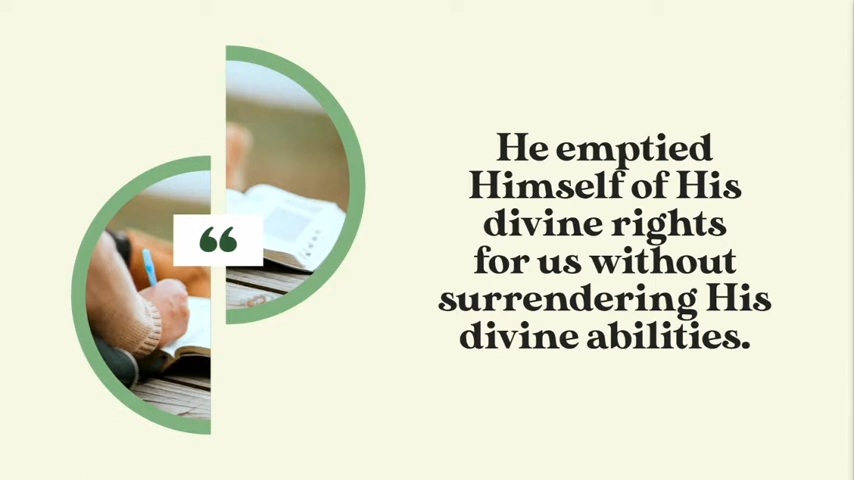 “
He emptied
Himself of His
divine rights
for us without
surrendering His
divine abilities.